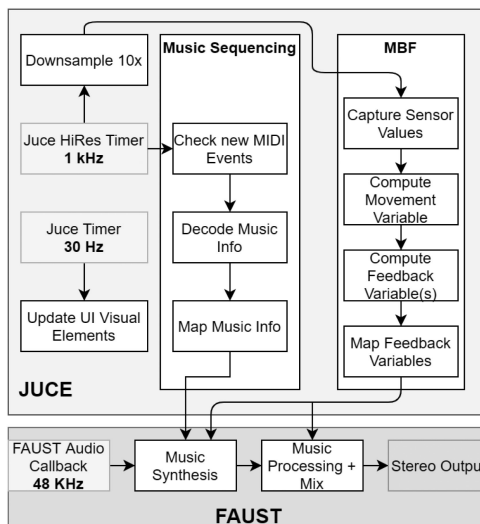 Downsample 10x
Music Sequencing
MBF
Juce HiRes Timer
1 kHz
Check new MIDI
Events
Capture Sensor
Values
Compute
Movement
Variable
Juce Timer
30 Hz
Decode Music
Info
Compute
Feedback
Variable(s)
Update UI Visual
Elements
Map Music Info
Map Feedback
Variables
JUCE
FAUST Audio
Callback
48 KHz
Music
Synthesis
Music
Processing +
Mix
Stereo Output
FAUST